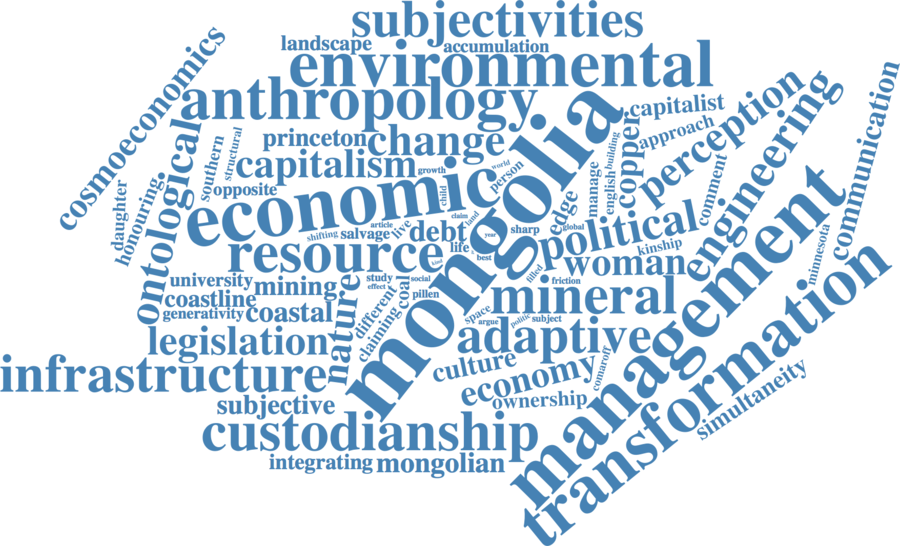 subjectivities
landscape
accumulation
environmental
cosmoeconomics
anthropology
capitalist
communication
princeton
change
approach
perception
engineering
ontological
southern
structural
capitalism
growth
world
person
copper
building
english
manage
comment
opposite
daughter
honouring
economic
child
mongolia
edge
global
political
kinship
article
claim
land
live
shifting
salvage
debt
year
sharp
resource
life
best
kind
woman
management
minnesota
university
mining
study
effect
social
filled
friction
coastline
nature
different
coal
pillen
mineral
generativity
coastal
claiming
space
argue
politic
subject
transformation
legislation
adaptive
culture
infrastructure
economy
comaroff
simultaneity
subjective
ownership
custodianship
integrating
mongolian